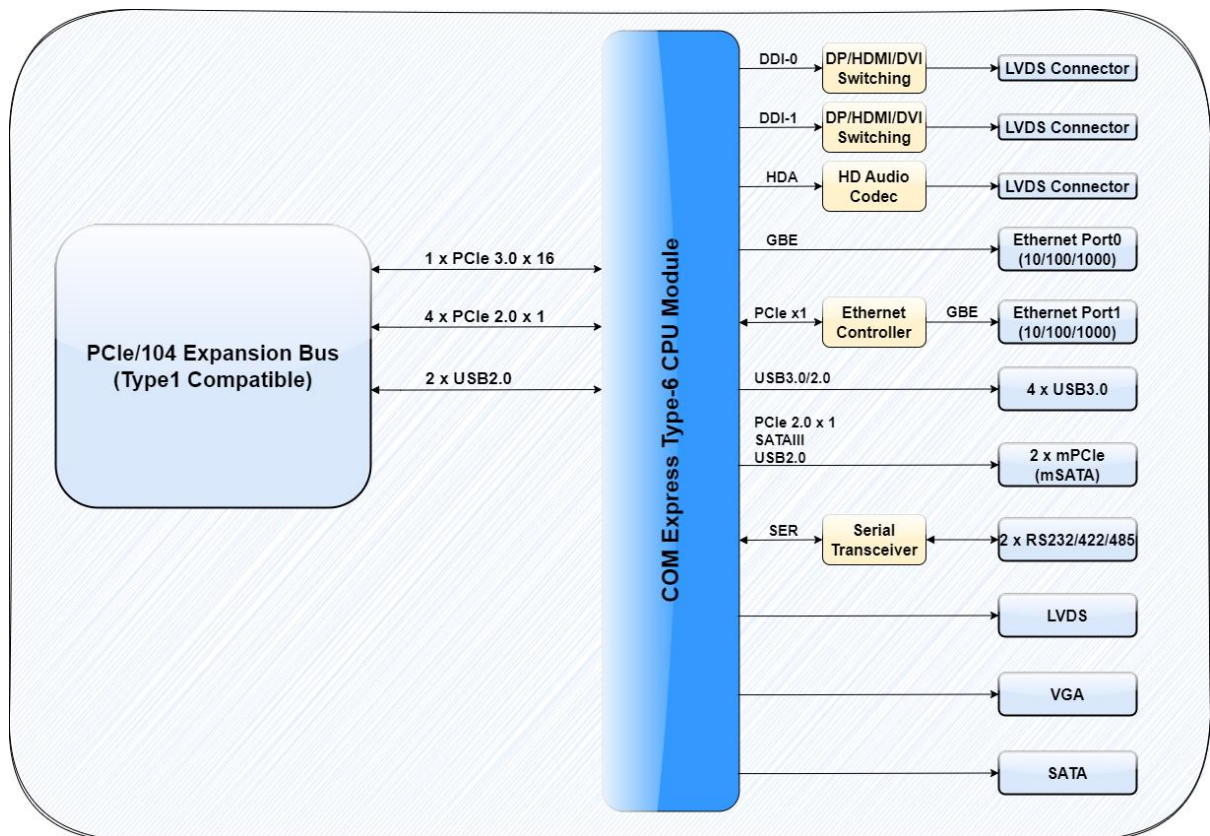 PCIe/104 Expansion Bus
(Type1 Compatible)
1 x PCIe 3.0 x 16
4 x PCIe 2.0 x 1
2 x USB2.0
COM Express Type-6 CPU Module
DDI-0
DP/HDMI/DVI
Switching
LVDS Connector
DDI-1
DP/HDMI/DVI
Switching
LVDS Connector
HDA
HD Audio
Codec
LVDS Connector
GBE
Ethernet Port0
(10/100/1000)
PCIe x1
Ethernet
Controller
GBE
Ethernet Port1
(10/100/1000)
USB3.0/2.0
4 x USB3.0
PCIe 2.0 x 1
SATAIII
USB2.0
2 x mPCIe
(mSATA)
SER
Serial
Transceiver
2 x RS232/422/485
LVDS
VGA
SATA